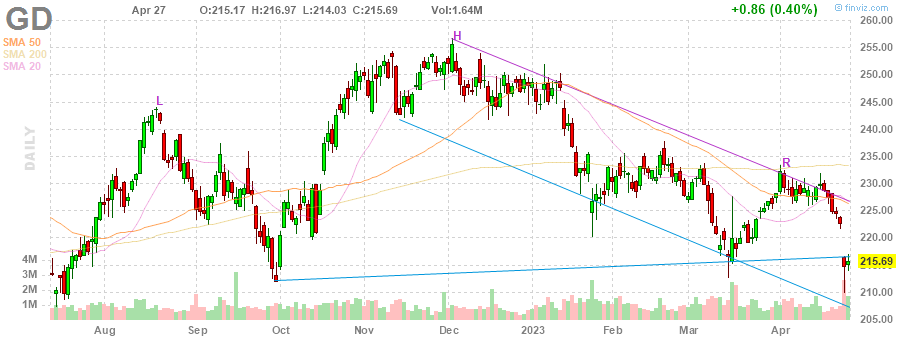 GD Apr 27 O:215.17 H:216.97 L:214.03 C:215.69 Vol:1.64M +0.86 (0.40%) finviz.com
SMA 50
SMA 200
SMA 20
DAILY
260.00
255.00
250.00
245.00
240.00
235.00
230.00
225.00
220.00
215.69
210.00
205.00
L
H
R
4M
3M
2M
1M
Aug Sep Oct Nov Dec 2023 Feb Mar Apr